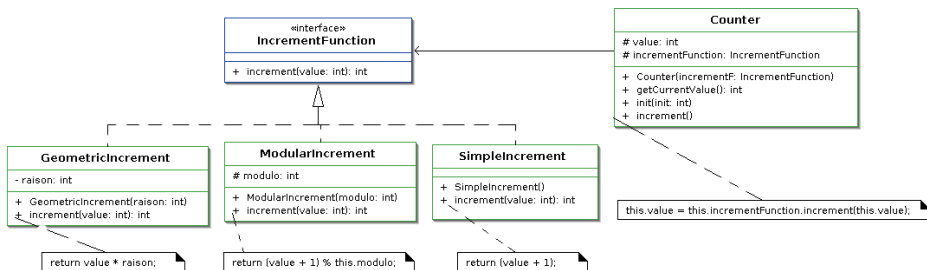 «interface»
IncrementFunction
+ increment(value: int): int
Counter
# value: int
# incrementFunction: IncrementFunction
+ Counter(incrementF: IncrementFunction)
+ getCurrentValue(): int
+ init(init: int)
+ increment()
GeometricIncrement
- raison: int
+ GeometricIncrement(raison: int)
+ increment(value: int): int
ModularIncrement
# modulo: int
+ ModularIncrement(modulo: int)
+ increment(value: int): int
SimpleIncrement
+ SimpleIncrement()
+ increment(value: int): int
this.value = this.incrementFunction.increment(this.value);
return value * raison;
return (value + 1) % this.modulo;
return (value + 1);